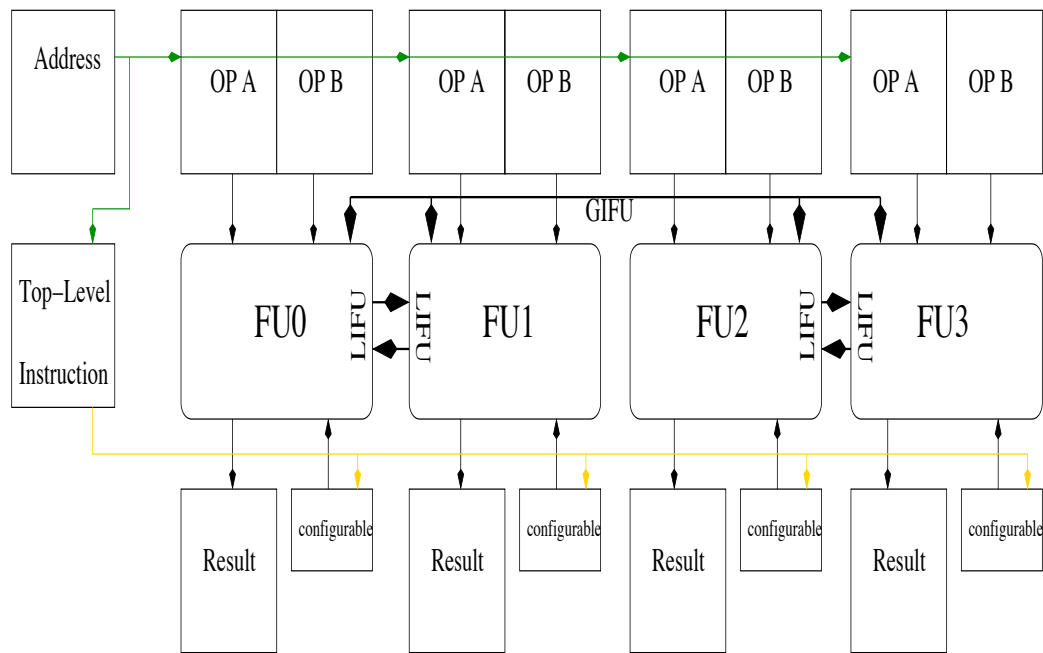 Address
OP A
OP B
OP A
OP B
OP A
OP B
OP A
OP B
GIFU
Top-Level
Instruction
FU0
LIFU
LIFU
FU1
FU2
LIFU
LIFU
FU3
Result
configurable
Result
configurable
Result
configurable
Result
configurable